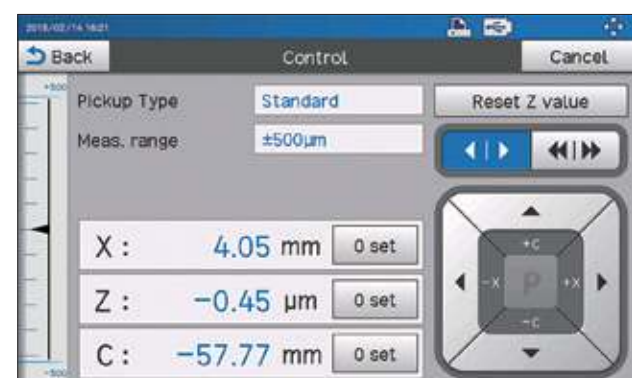 2018/02/14 16:21
Back Control Cancel
+500
Pickup Type Standard Reset Z value
Meas. range ±500µm
X : 4.05 mm 0 set
Z : −0.45 µm 0 set
C : −57.77 mm 0 set
+C
-X P +X
-C
-500